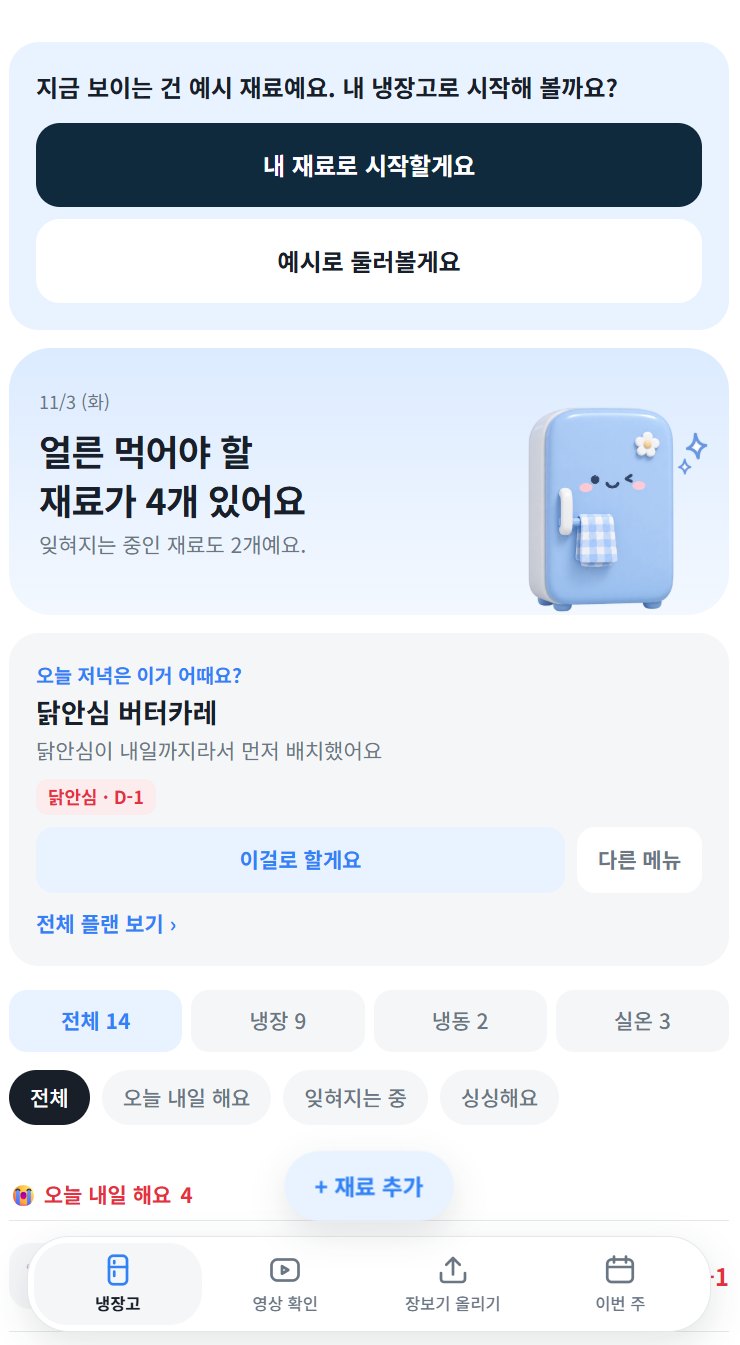 지금 보이는 건 예시 재료예요. 내 냉장고로 시작해 볼까요?
내 재료로 시작할게요
예시로 둘러볼게요
11/3 (화)
얼른 먹어야 할
재료가 4개 있어요
잊혀지는 중인 재료도 2개예요.
오늘 저녁은 이거 어때요?
닭안심 버터카레
닭안심이 내일까지라서 먼저 배치했어요
닭안심 · D-1
이걸로 할게요
다른 메뉴
전체 플랜 보기 ›
전체 14
냉장 9
냉동 2
실온 3
전체
오늘 내일 해요
잊혀지는 중
싱싱해요
+ 재료 추가
😭 오늘 내일 해요 4
-1
냉장고
영상 확인
장보기 올리기
이번 주